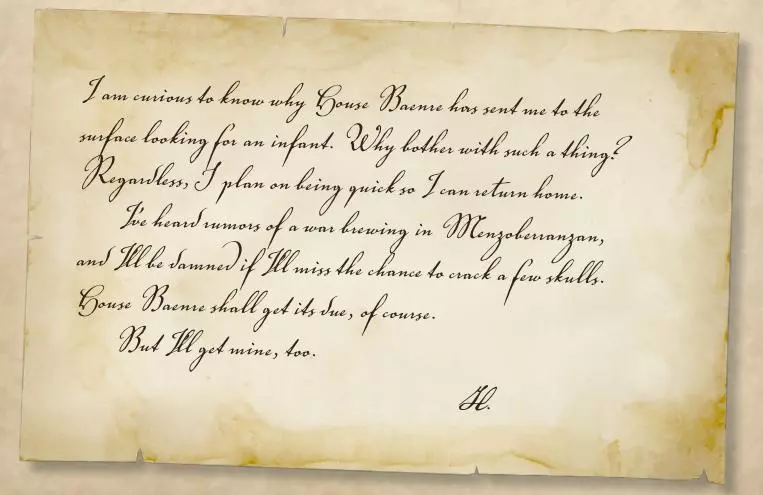 I am curious to know why House Baenre has sent me to the
surface looking for an infant. Why bother with such a thing?
Regardless, I plan on being quick so I can return home.
I've heard rumors of a war brewing in Menzoberranzan,
and I'll be damned if I'll miss the chance to crack a few skulls.
House Baenre shall get its due, of course.
But I'll get mine, too.
H.